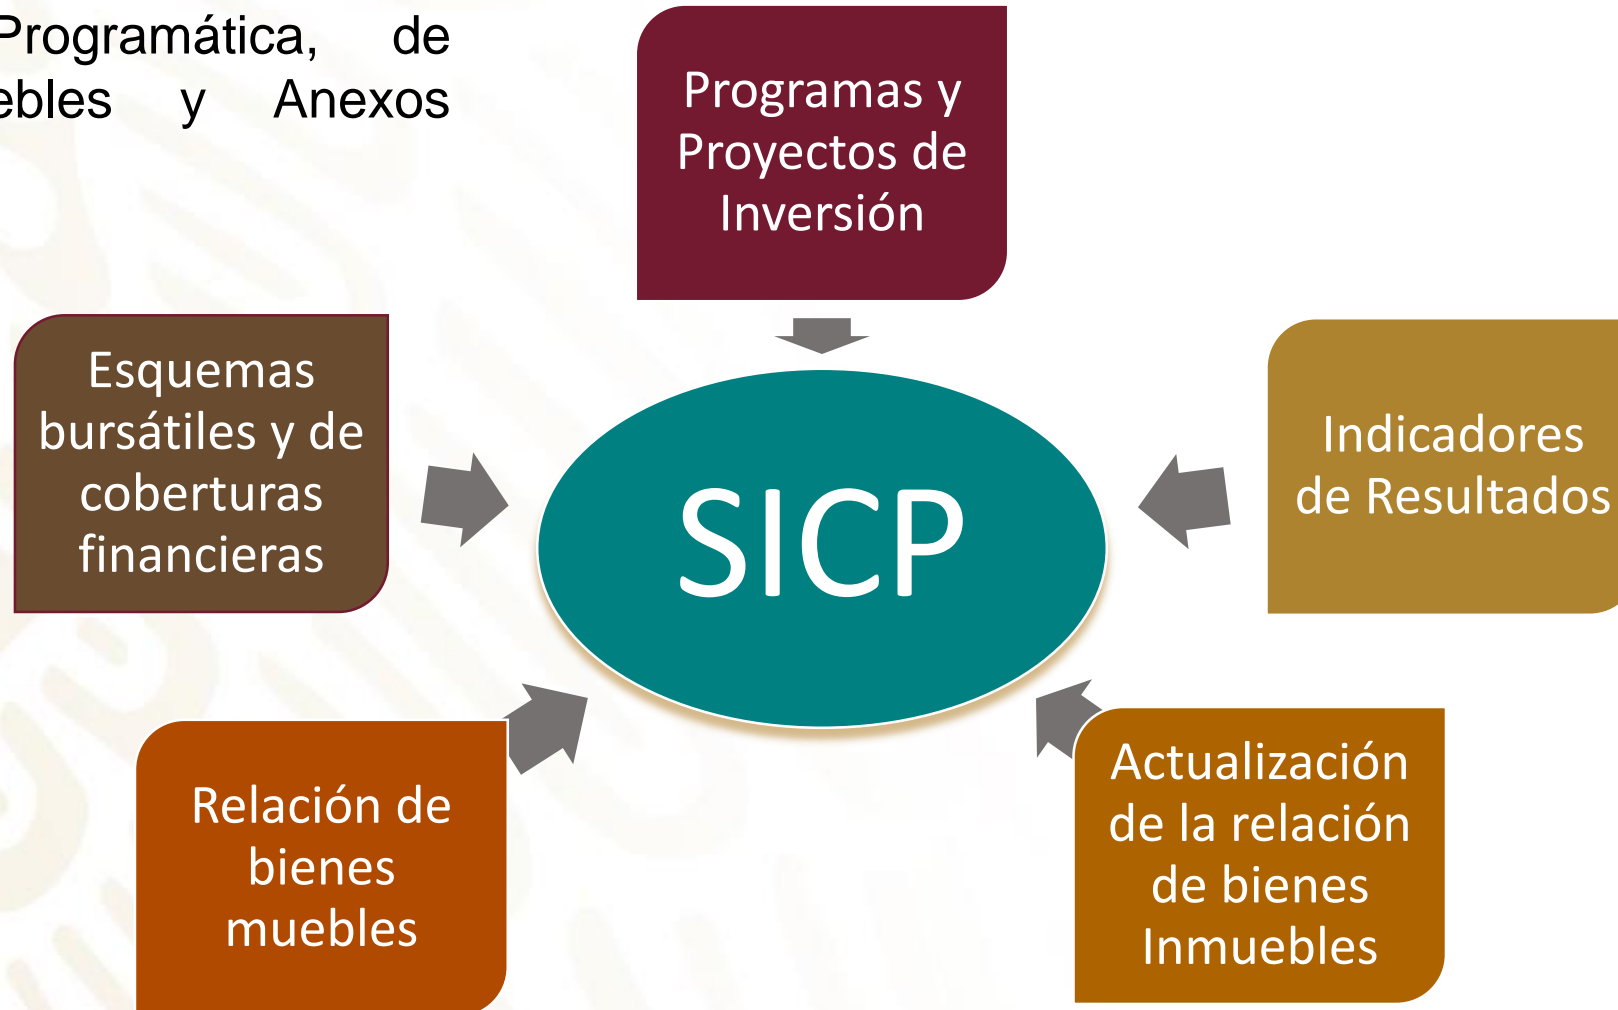 Programática, de
y Anexos
Programas y
Proyectos de
Inversión
Esquemas
bursátiles y de
coberturas
financieras
SICP
Indicadores
de Resultados
Relación de
bienes
muebles
Actualización
de la relación
de bienes
Inmuebles